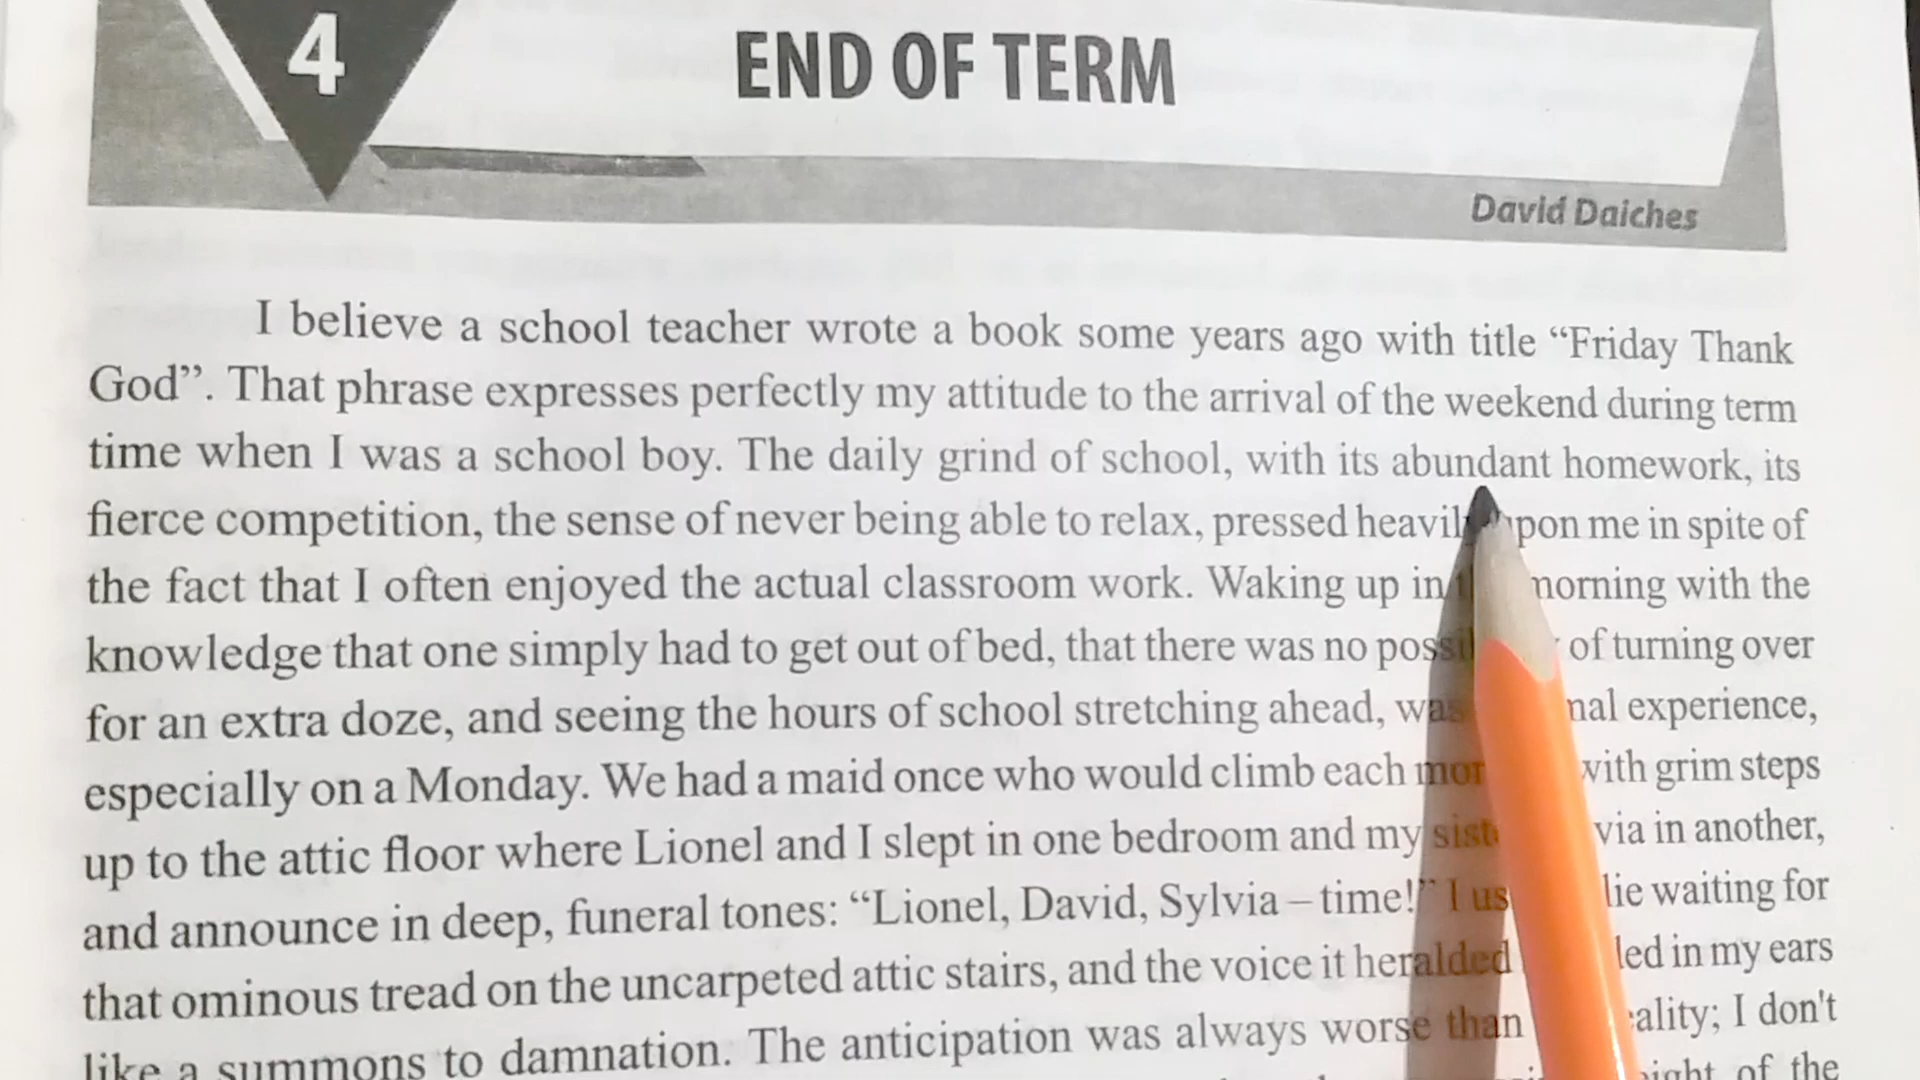 4
END OF TERM
David Daiches
I believe a school teacher wrote a book some years ago with title “Friday Thank
God”. That phrase expresses perfectly my attitude to the arrival of the weekend during term
time when I was a school boy. The daily grind of school, with its abundant homework, its
fierce competition, the sense of never being able to relax, pressed heavily upon me in spite of
the fact that I often enjoyed the actual classroom work. Waking up in morning with the
knowledge that one simply had to get out of bed, that there was no of turning over
for an extra doze, and seeing the hours of school stretching ahead, was experience,
especially on a Monday. We had a maid once who would climb each with grim steps
up to the attic floor where Lionel and I slept in one bedroom and my in another,
and announce in deep, funeral tones: “Lionel, David, Sylvia – time!” I lie waiting for
that ominous tread on the uncarpeted attic stairs, and the voice it heralded in my ears
like a summons to damnation. The anticipation was always worse than I don't
of the